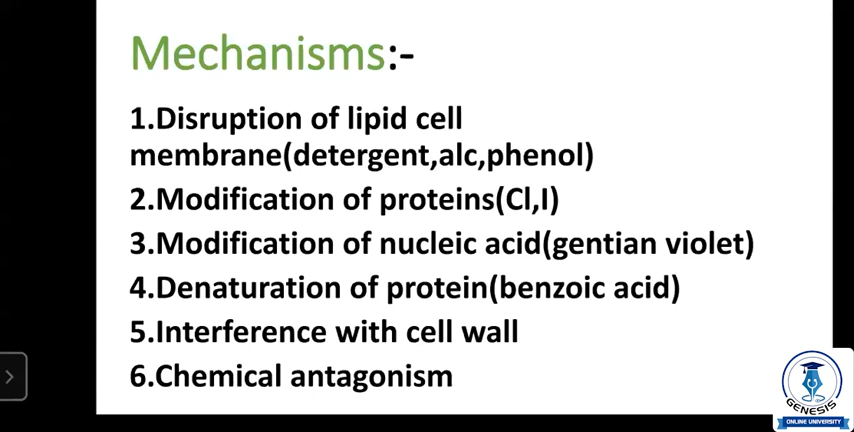 Mechanisms:-
1.Disruption of lipid cell
membrane(detergent,alc,phenol)
2.Modification of proteins(Cl,I)
3.Modification of nucleic acid(gentian violet)
4.Denaturation of protein(benzoic acid)
5.Interference with cell wall
6.Chemical antagonism
GENESIS
ONLINE UNIVERSITY